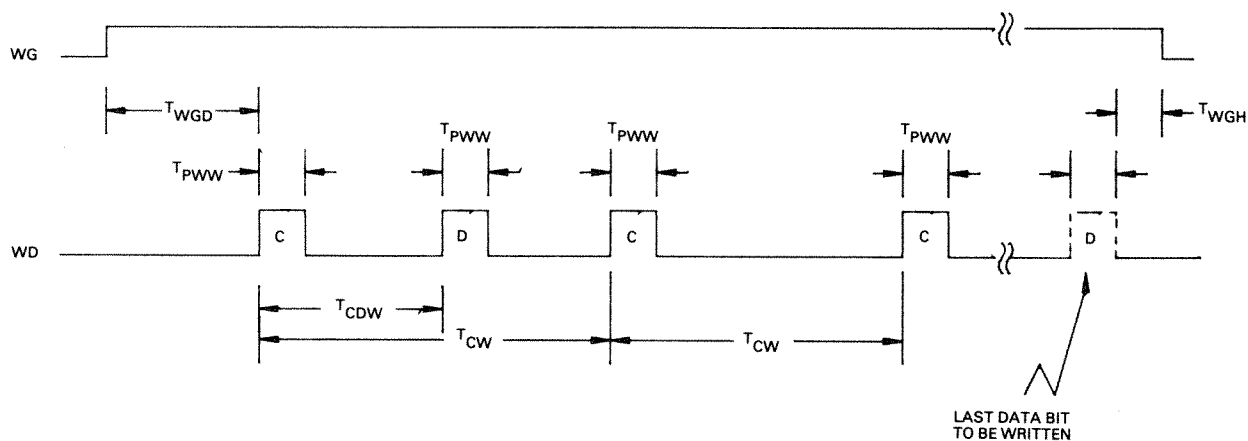 WG
T_WGD
T_WGH
T_PWW
T_PWW
T_PWW
T_PWW
WD
C
D
C
C
D
T_CDW
T_CW
T_CW
LAST DATA BIT
TO BE WRITTEN